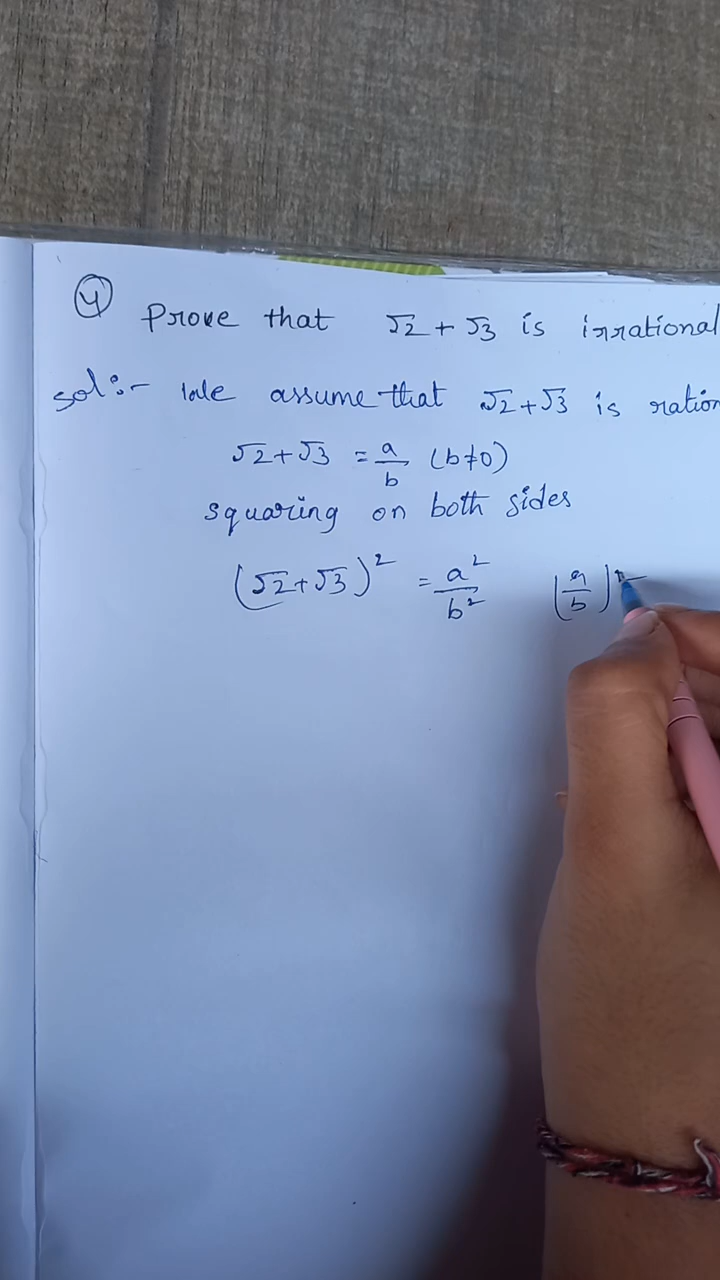 4 Prove that √2 + √3 is irrational
Sol:- We assume that √2 + √3 is ration
√2 + √3 = a/b (b≠0)
squaring on both sides
(√2 + √3)² = a²/b² (a/b)